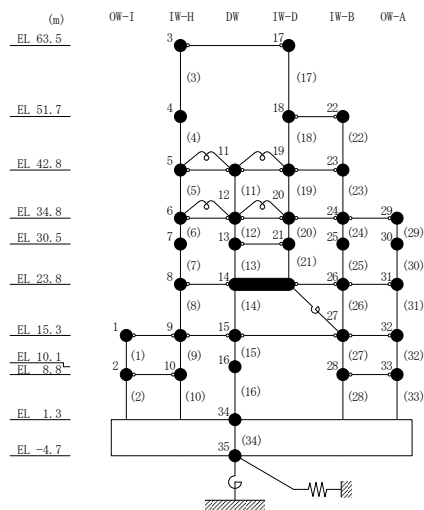 (m) OW-I IW-H DW IW-D IW-B OW-A
EL 63.5 3 17
(3) (17)
EL 51.7 4 18 22
(4) (18) (22)
EL 42.8 5 11 19 23
(5) (11) (19) (23)
EL 34.8 6 12 20 24 29
(6) (12) (20) (24) (29)
EL 30.5 7 13 21 25 30
(7) (13) (21) (25) (30)
EL 23.8 8 14 26 31
(8) (14) (26) (31)
EL 15.3 1 9 15 27 32
(1) (9) (15) (27) (32)
EL 10.1 16
EL 8.8 2 10 28 33
(2) (10) (16) (28) (33)
EL 1.3 34
EL -4.7 35 (34)